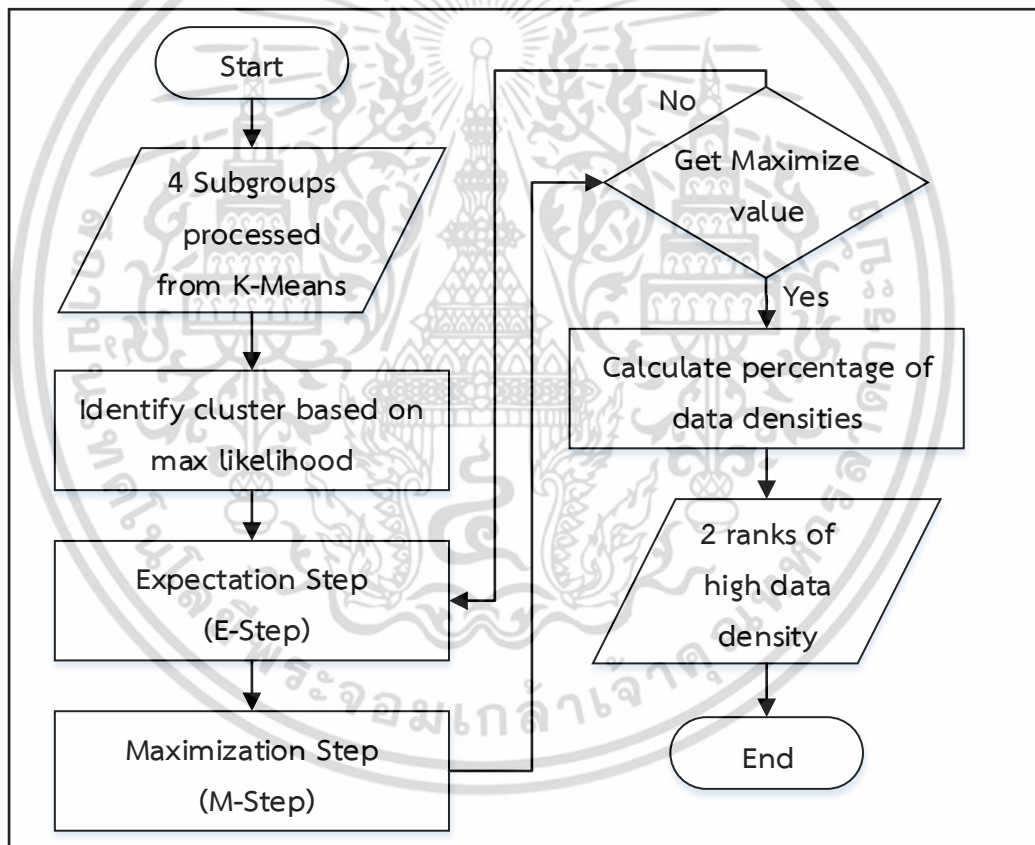 Start
4 Subgroups
processed
from K-Means
Identify cluster based on
max likelihood
Expectation Step
(E-Step)
Maximization Step
(M-Step)
No
Get Maximize
value
Yes
Calculate percentage of
data densities
2 ranks of
high data
density
End